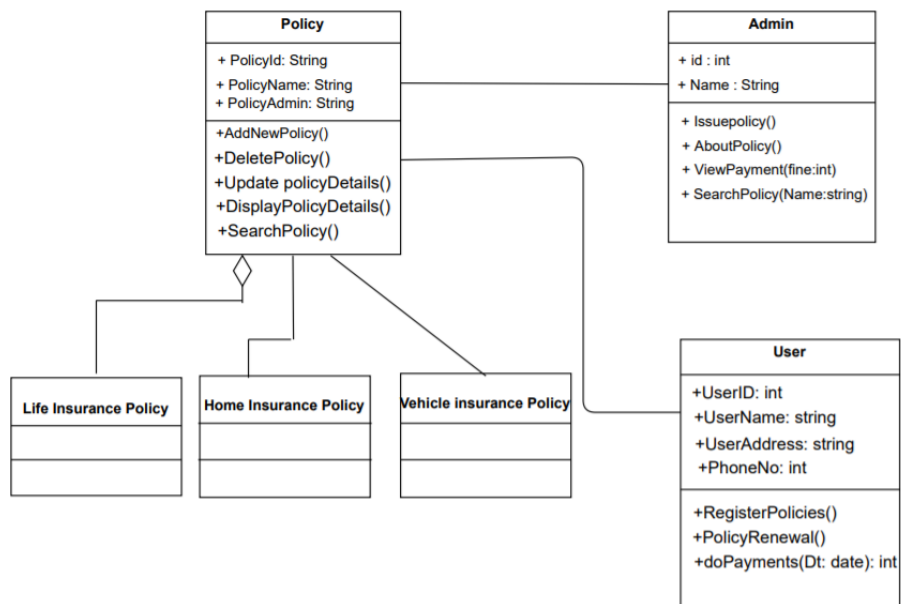 Policy
+ PolicyId: String
+ PolicyName: String
+ PolicyAdmin: String
+AddNewPolicy()
+DeletePolicy()
+Update policyDetails()
+DisplayPolicyDetails()
+SearchPolicy()
Admin
+ id : int
+ Name : String
+ Issuepolicy()
+ AboutPolicy()
+ ViewPayment(fine:int)
+ SearchPolicy(Name:string)
Life Insurance Policy
Home Insurance Policy
Vehicle insurance Policy
User
+UserID: int
+UserName: string
+UserAddress: string
+PhoneNo: int
+RegisterPolicies()
+PolicyRenewal()
+doPayments(Dt: date): int